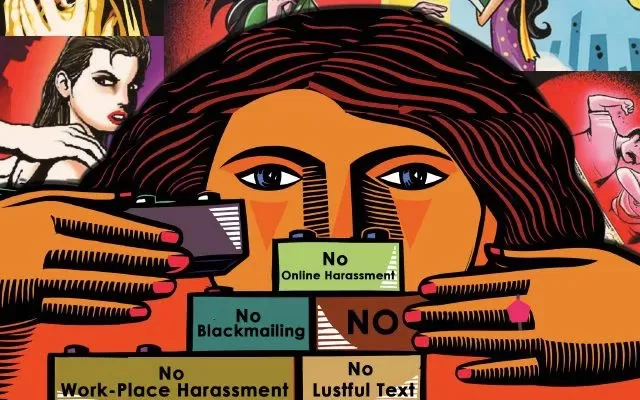 No
Online Harassment
No
Blackmailing
NO
No
Work-Place Harassment
No
Lustful Text